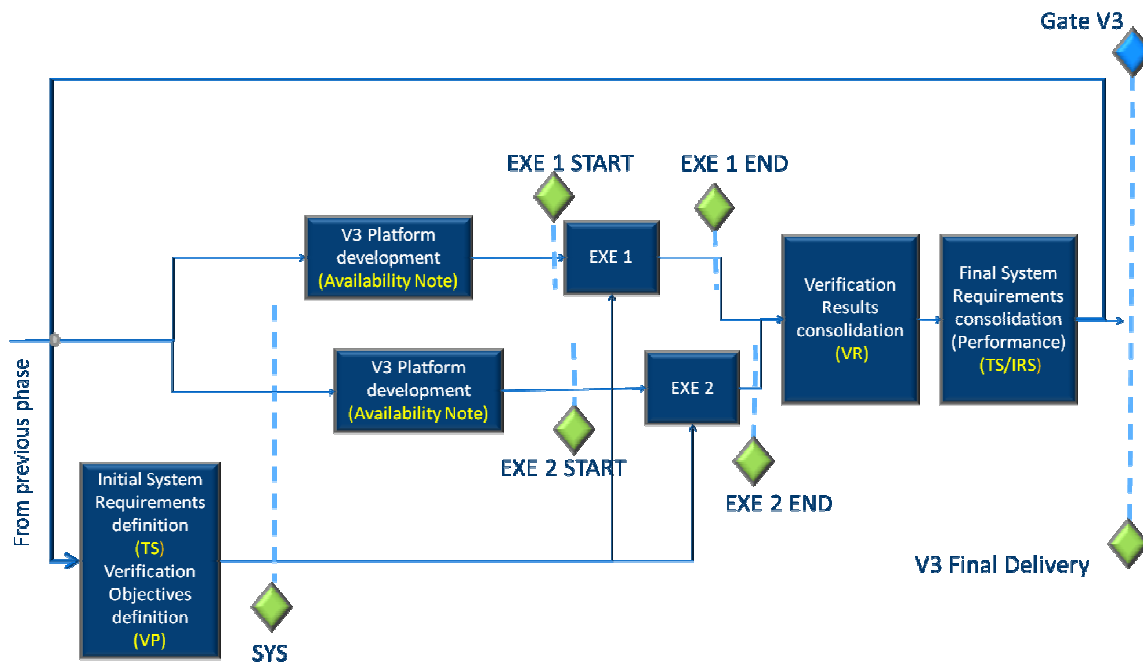 Gate V3
EXE 1 START
EXE 1 END
V3 Platform
development
(Availability Note)
EXE 1
Verification
Results
consolidation
(VR)
Final System
Requirements
consolidation
(Performance)
(TS/IRS)
V3 Platform
development
(Availability Note)
EXE 2
EXE 2 START
EXE 2 END
From previous phase
Initial System
Requirements
definition
(TS)
Verification
Objectives
definition
(VP)
SYS
V3 Final Delivery